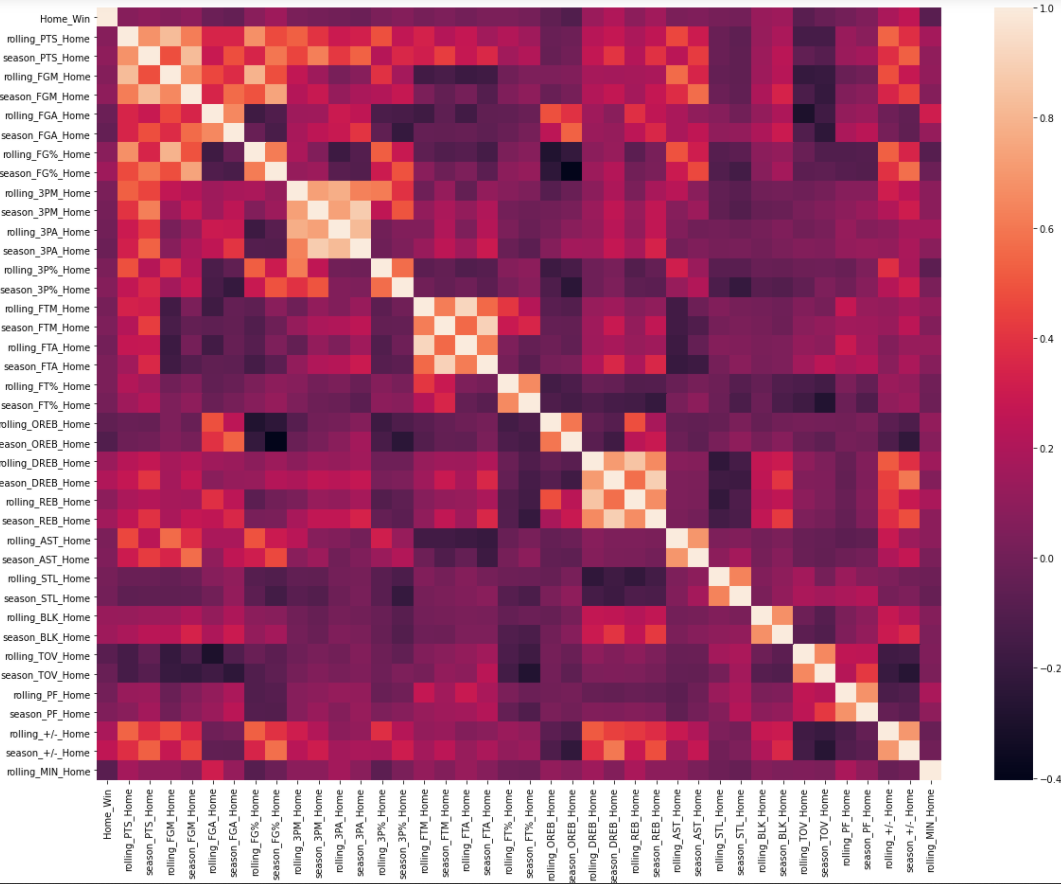 Home_Win
rolling_PTS_Home
season_PTS_Home
rolling_FGM_Home
eason_FGM_Home
rolling_FGA_Home
season_FGA_Home
rolling_FG%_Home
season_FG%_Home
rolling_3PM_Home
season_3PM_Home
rolling_3PA_Home
season_3PA_Home
rolling_3P%_Home
season_3P%_Home
rolling_FTM_Home
season_FTM_Home
rolling_FTA_Home
season_FTA_Home
rolling_FT%_Home
season_FT%_Home
olling_OREB_Home
eason_OREB_Home
olling_DREB_Home
eason_DREB_Home
rolling_REB_Home
season_REB_Home
rolling_AST_Home
season_AST_Home
rolling_STL_Home
season_STL_Home
rolling_BLK_Home
season_BLK_Home
rolling_TOV_Home
season_TOV_Home
rolling_PF_Home
season_PF_Home
rolling_+/-_Home
season_+/-_Home
rolling_MIN_Home
Home_Win
rolling_PTS_Home
season_PTS_Home
rolling_FGM_Home
season_FGM_Home
rolling_FGA_Home
season_FGA_Home
rolling_FG%_Home
season_FG%_Home
rolling_3PM_Home
season_3PM_Home
rolling_3PA_Home
season_3PA_Home
rolling_3P%_Home
season_3P%_Home
rolling_FTM_Home
season_FTM_Home
rolling_FTA_Home
season_FTA_Home
rolling_FT%_Home
season_FT%_Home
rolling_OREB_Home
season_OREB_Home
rolling_DREB_Home
season_DREB_Home
rolling_REB_Home
season_REB_Home
rolling_AST_Home
season_AST_Home
rolling_STL_Home
season_STL_Home
rolling_BLK_Home
season_BLK_Home
rolling_TOV_Home
season_TOV_Home
rolling_PF_Home
season_PF_Home
rolling_+/-_Home
season_+/-_Home
rolling_MIN_Home
1.0
0.8
0.6
0.4
0.2
0.0
−0.2
−0.4